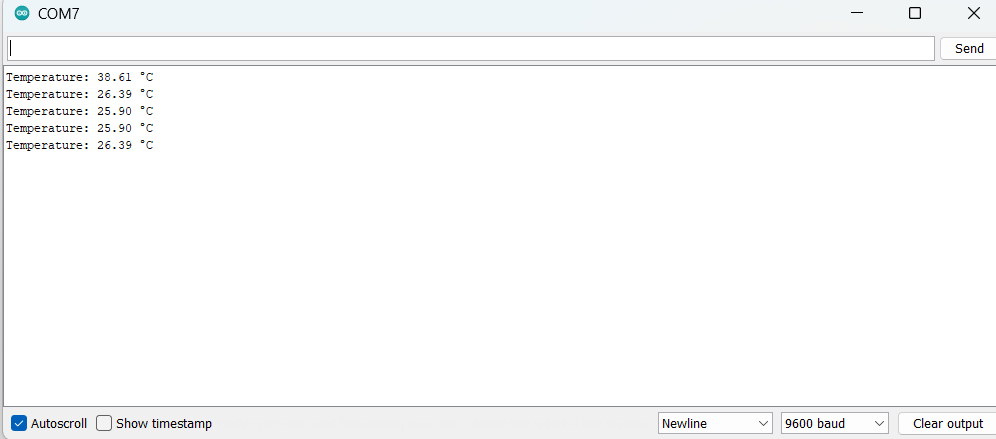 COM7
Send
Temperature: 38.61 °C
Temperature: 26.39 °C
Temperature: 25.90 °C
Temperature: 25.90 °C
Temperature: 26.39 °C
Autoscroll Show timestamp Newline 9600 baud Clear output